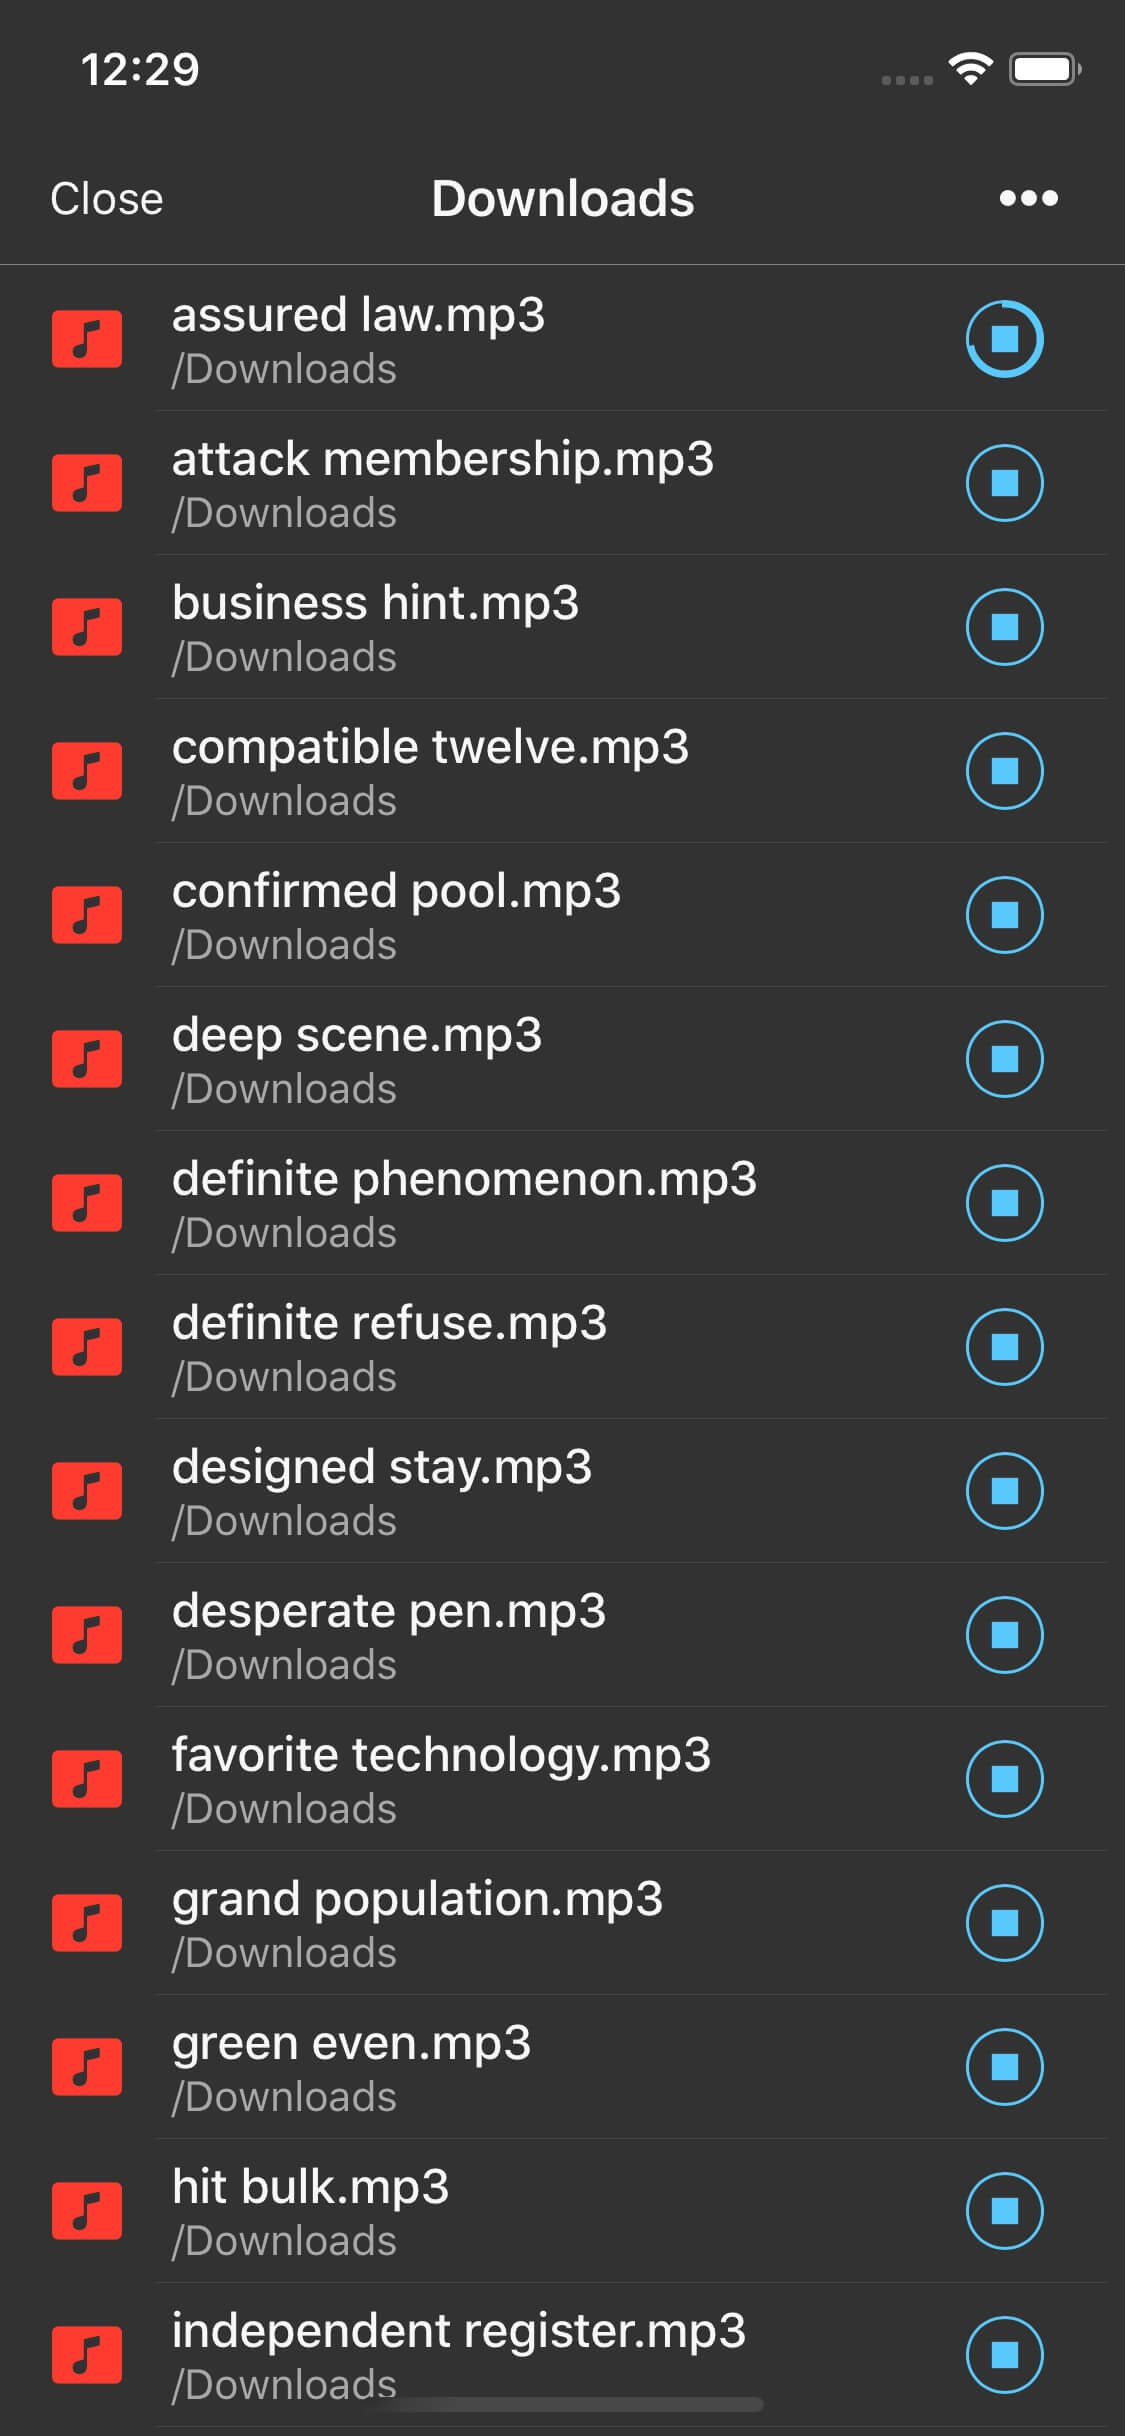 12:29
Close
Downloads
assured law.mp3
/Downloads
attack membership.mp3
/Downloads
business hint.mp3
/Downloads
compatible twelve.mp3
/Downloads
confirmed pool.mp3
/Downloads
deep scene.mp3
/Downloads
definite phenomenon.mp3
/Downloads
definite refuse.mp3
/Downloads
designed stay.mp3
/Downloads
desperate pen.mp3
/Downloads
favorite technology.mp3
/Downloads
grand population.mp3
/Downloads
green even.mp3
/Downloads
hit bulk.mp3
/Downloads
independent register.mp3
/Downloads